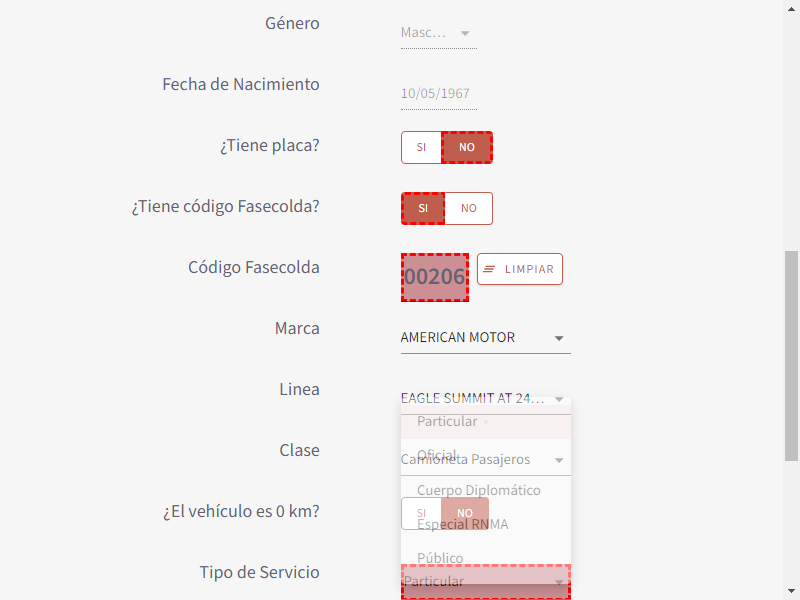 Género
Masc...
Fecha de Nacimiento
10/05/1967
¿Tiene placa?
SI NO
¿Tiene código Fasecolda?
SI NO
Código Fasecolda
00206
LIMPIAR
Marca
AMERICAN MOTOR
Linea
EAGLE SUMMIT AT 24...
Particular
Clase
Oficial
Camioneta Pasajeros
Cuerpo Diplomático
¿El vehículo es 0 km?
SI NO
Especial RNMA
Público
Tipo de Servicio
Particular